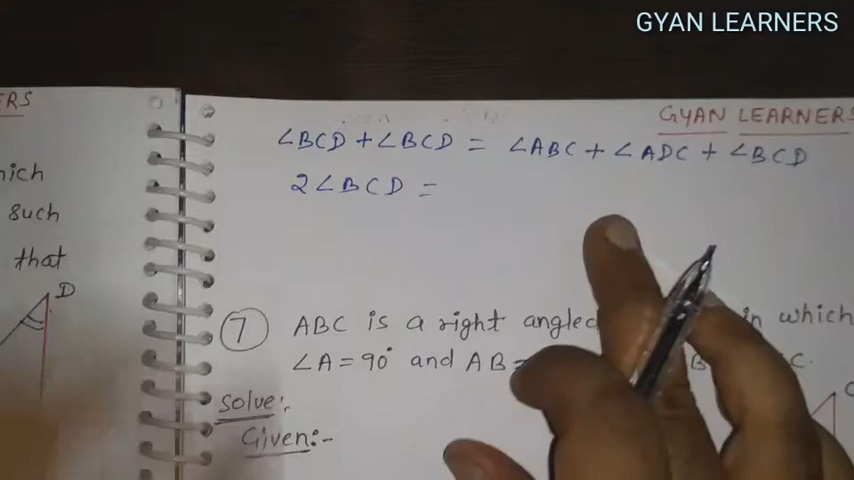 GYAN LEARNERS
ERS
GYAN LEARNERS
∠BCD + ∠BCD = ∠ABC + ∠ADC + ∠BCD
2∠BCD =
hich
such
that
D
7 ABC is a right angled in which
∠A = 90° and AB =
C
Solve:
Given:-